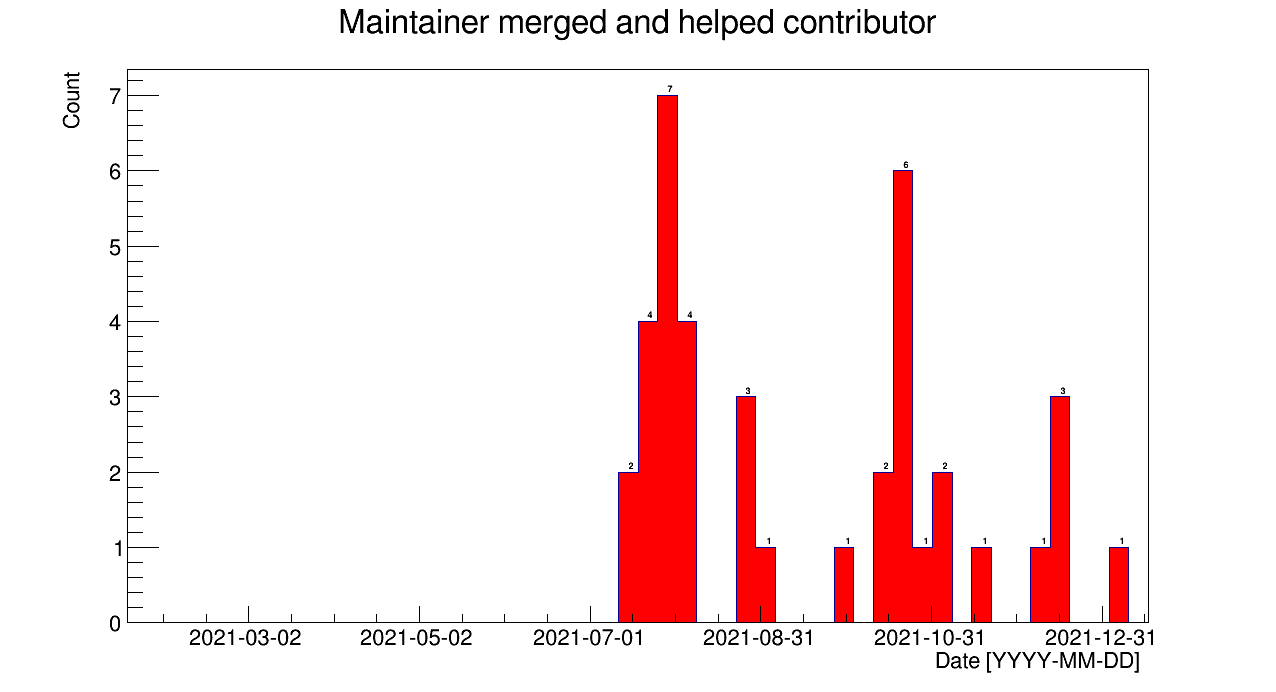 Maintainer merged and helped contributor
Count
7
6
5
4
3
2
1
0
2 4 7 4 3 1 1 2 6 1 2 1 1 3 1
2021-03-02 2021-05-02 2021-07-01 2021-08-31 2021-10-31 2021-12-31
Date [YYYY-MM-DD]